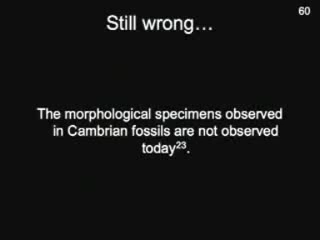 60
Still wrong…
The morphological specimens observed
in Cambrian fossils are not observed
today²³.